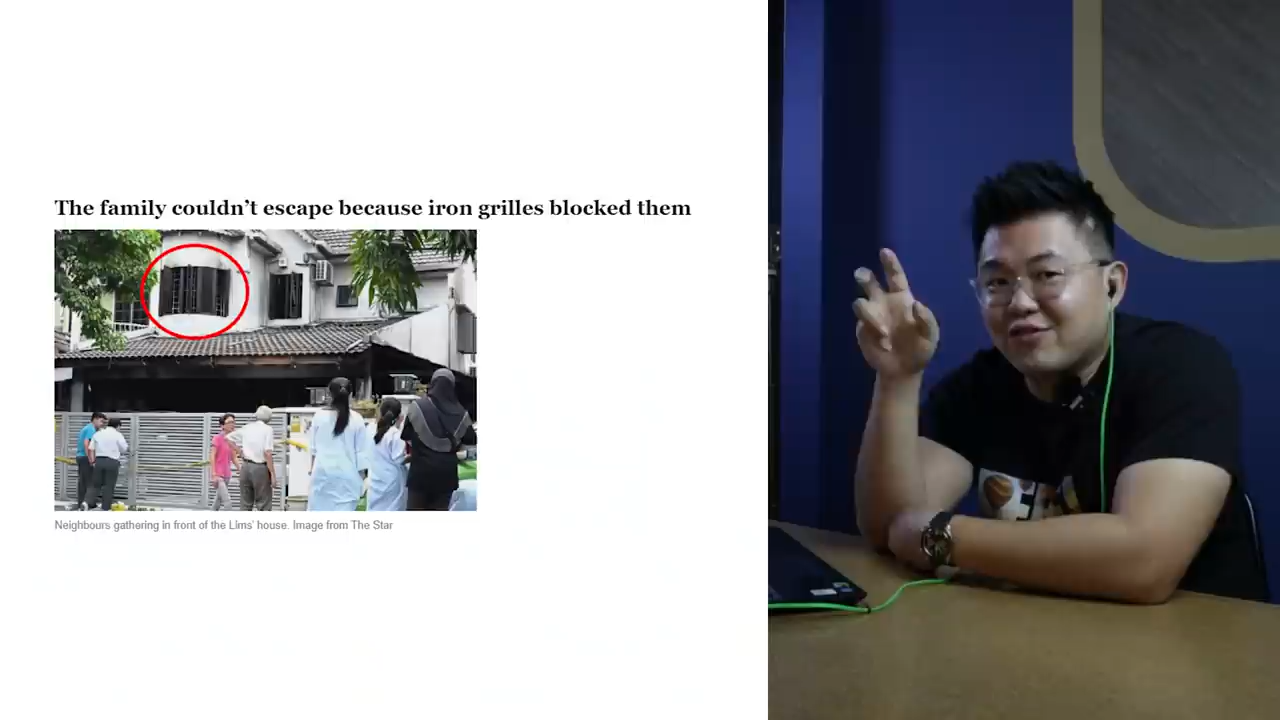 The family couldn’t escape because iron grilles blocked them
Neighbours gathering in front of the Lims' house. Image from The Star